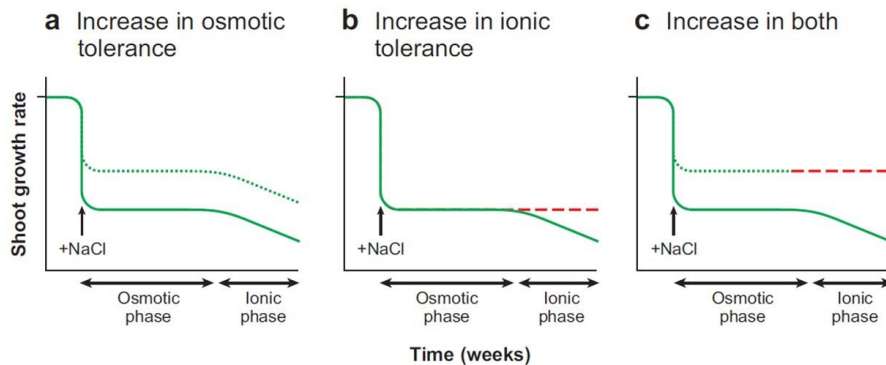 a Increase in osmotic
tolerance
b Increase in ionic
tolerance
c Increase in both
Shoot growth rate
+NaCl
+NaCl
+NaCl
Osmotic
phase
Ionic
phase
Osmotic
phase
Ionic
phase
Osmotic
phase
Ionic
phase
Time (weeks)